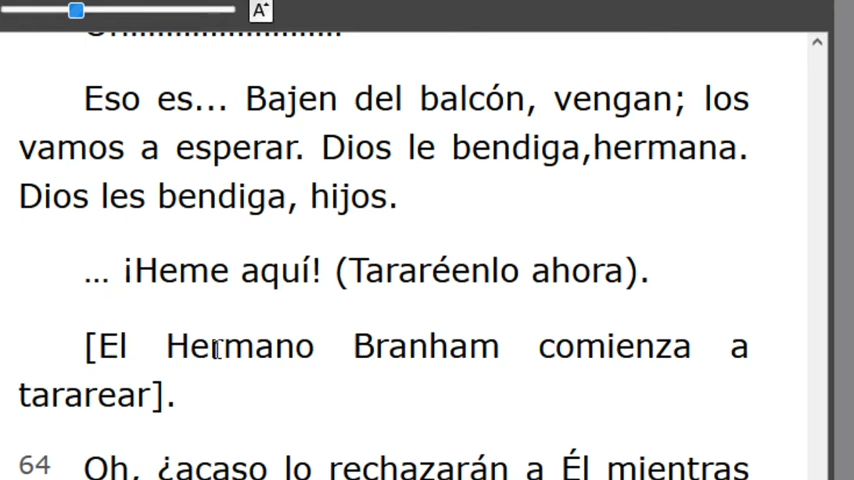 A
Eso es... Bajen del balcón, vengan; los
vamos a esperar. Dios le bendiga,hermana.
Dios les bendiga, hijos.
... ¡Heme aquí! (Tararéenlo ahora).
[El Hermano Branham comienza a
tararear].
64 Oh, ¿acaso lo rechazarán a Él mientras